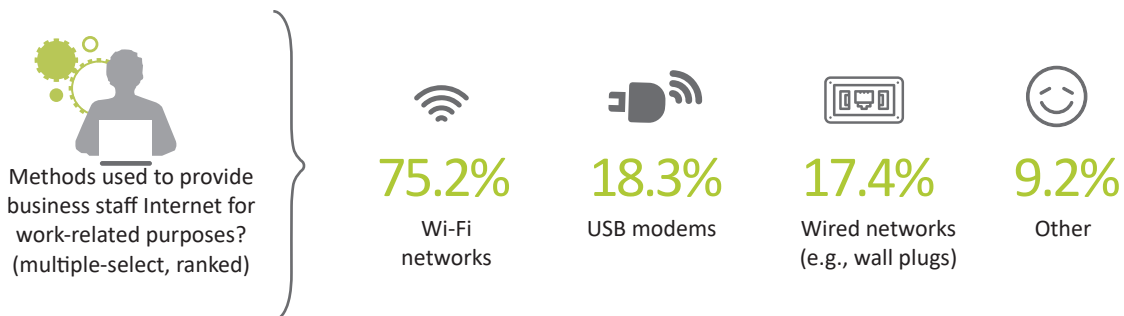 Methods used to provide
business staff Internet for
work-related purposes?
(multiple-select, ranked)
75.2%
Wi-Fi
networks
18.3%
USB modems
17.4%
Wired networks
(e.g., wall plugs)
9.2%
Other